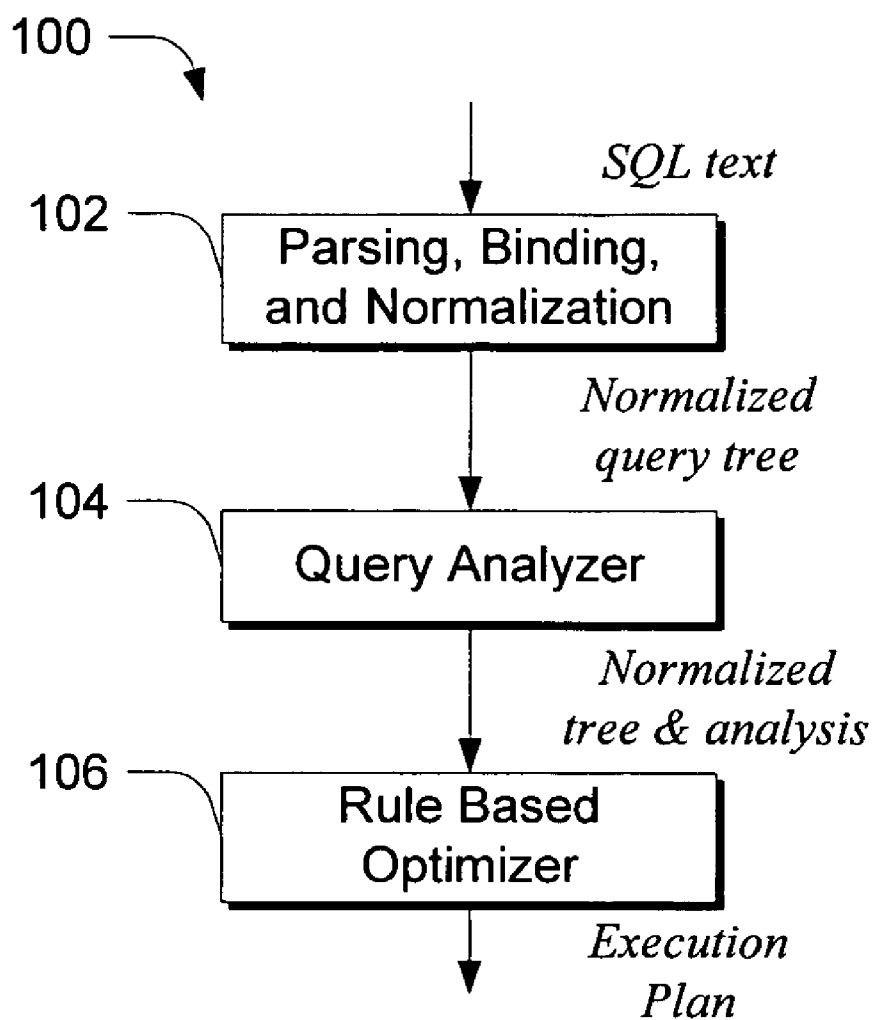 100
SQL text
102
Parsing, Binding,
and Normalization
Normalized
query tree
104
Query Analyzer
Normalized
tree & analysis
106
Rule Based
Optimizer
Execution
Plan